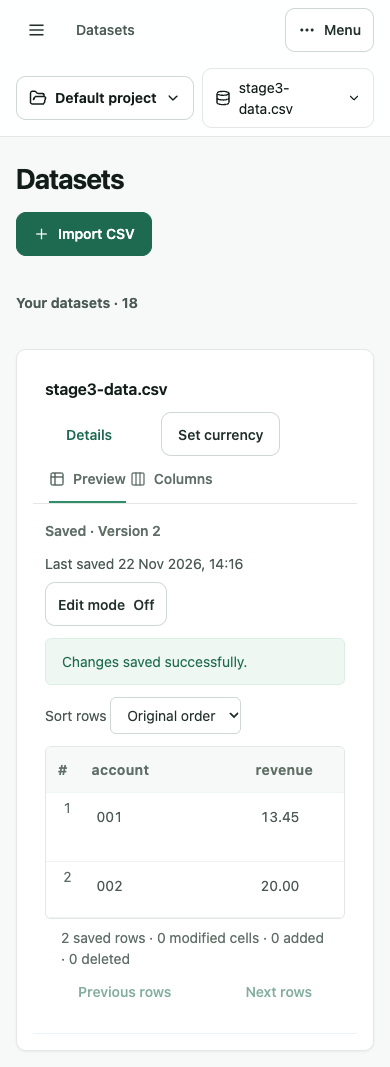 Datasets
Menu
Default project
stage3-
data.csv
Datasets
Import CSV
Your datasets · 18
stage3-data.csv
Details
Set currency
Preview
Columns
Saved · Version 2
Last saved 22 Nov 2026, 14:16
Edit mode Off
Changes saved successfully.
Sort rows Original order
# account revenue
1 001 13.45
2 002 20.00
2 saved rows · 0 modified cells · 0 added
· 0 deleted
Previous rows Next rows